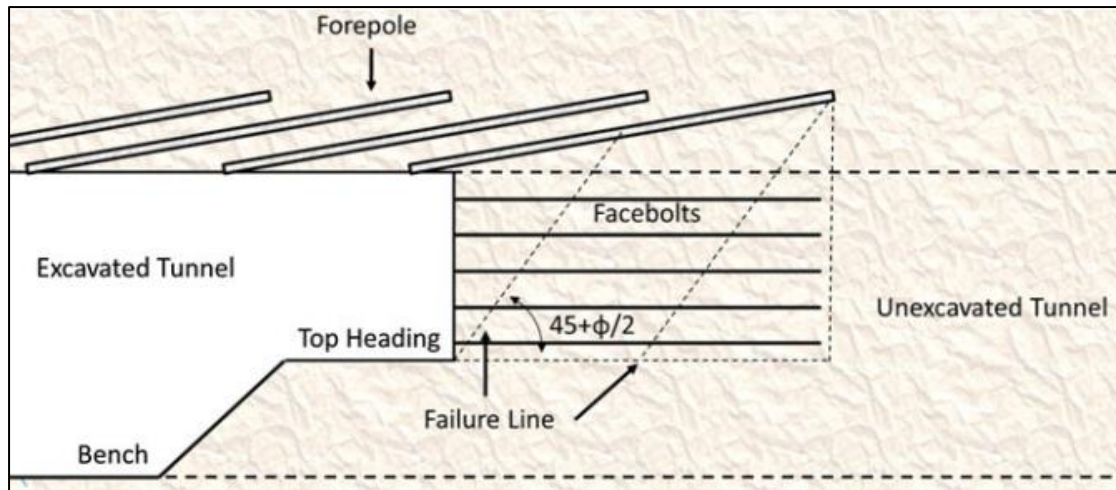 Forepole
Facebolts
Excavated Tunnel
Unexcavated Tunnel
45+ϕ/2
Top Heading
Failure Line
Bench